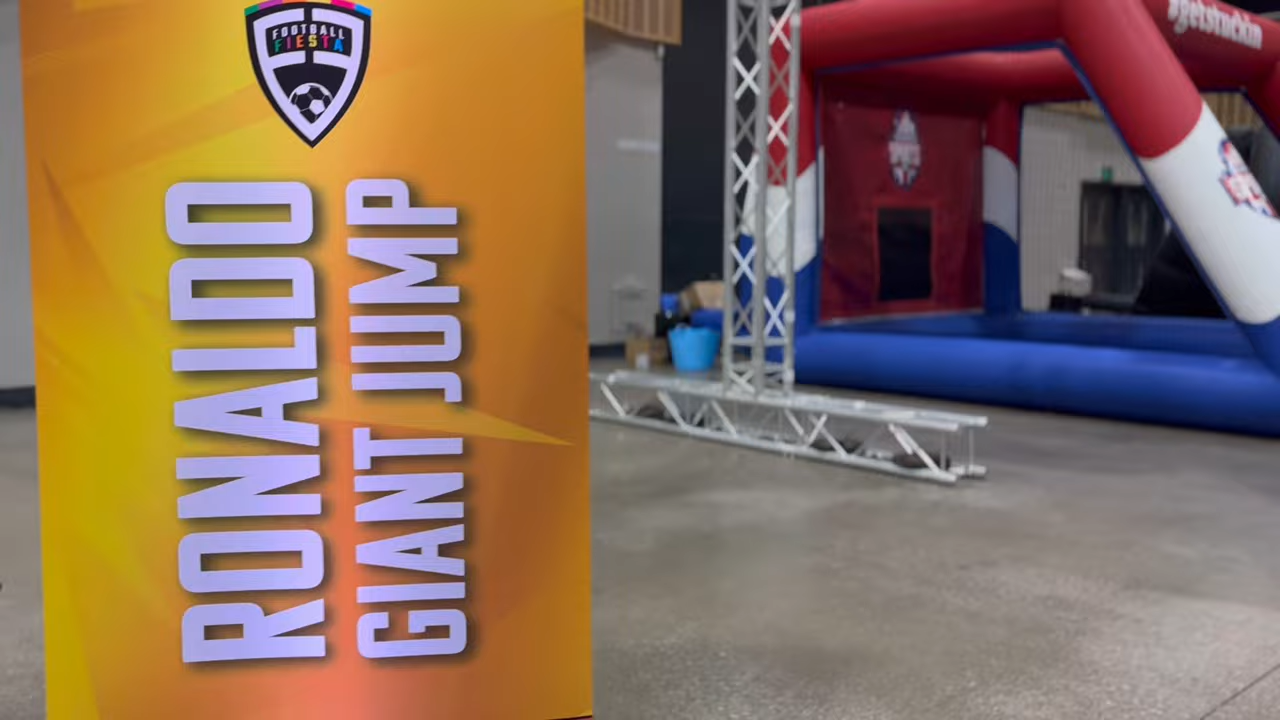 FOOTBALL
FIESTA
RONALDO
GIANT JUMP
#getstuckin